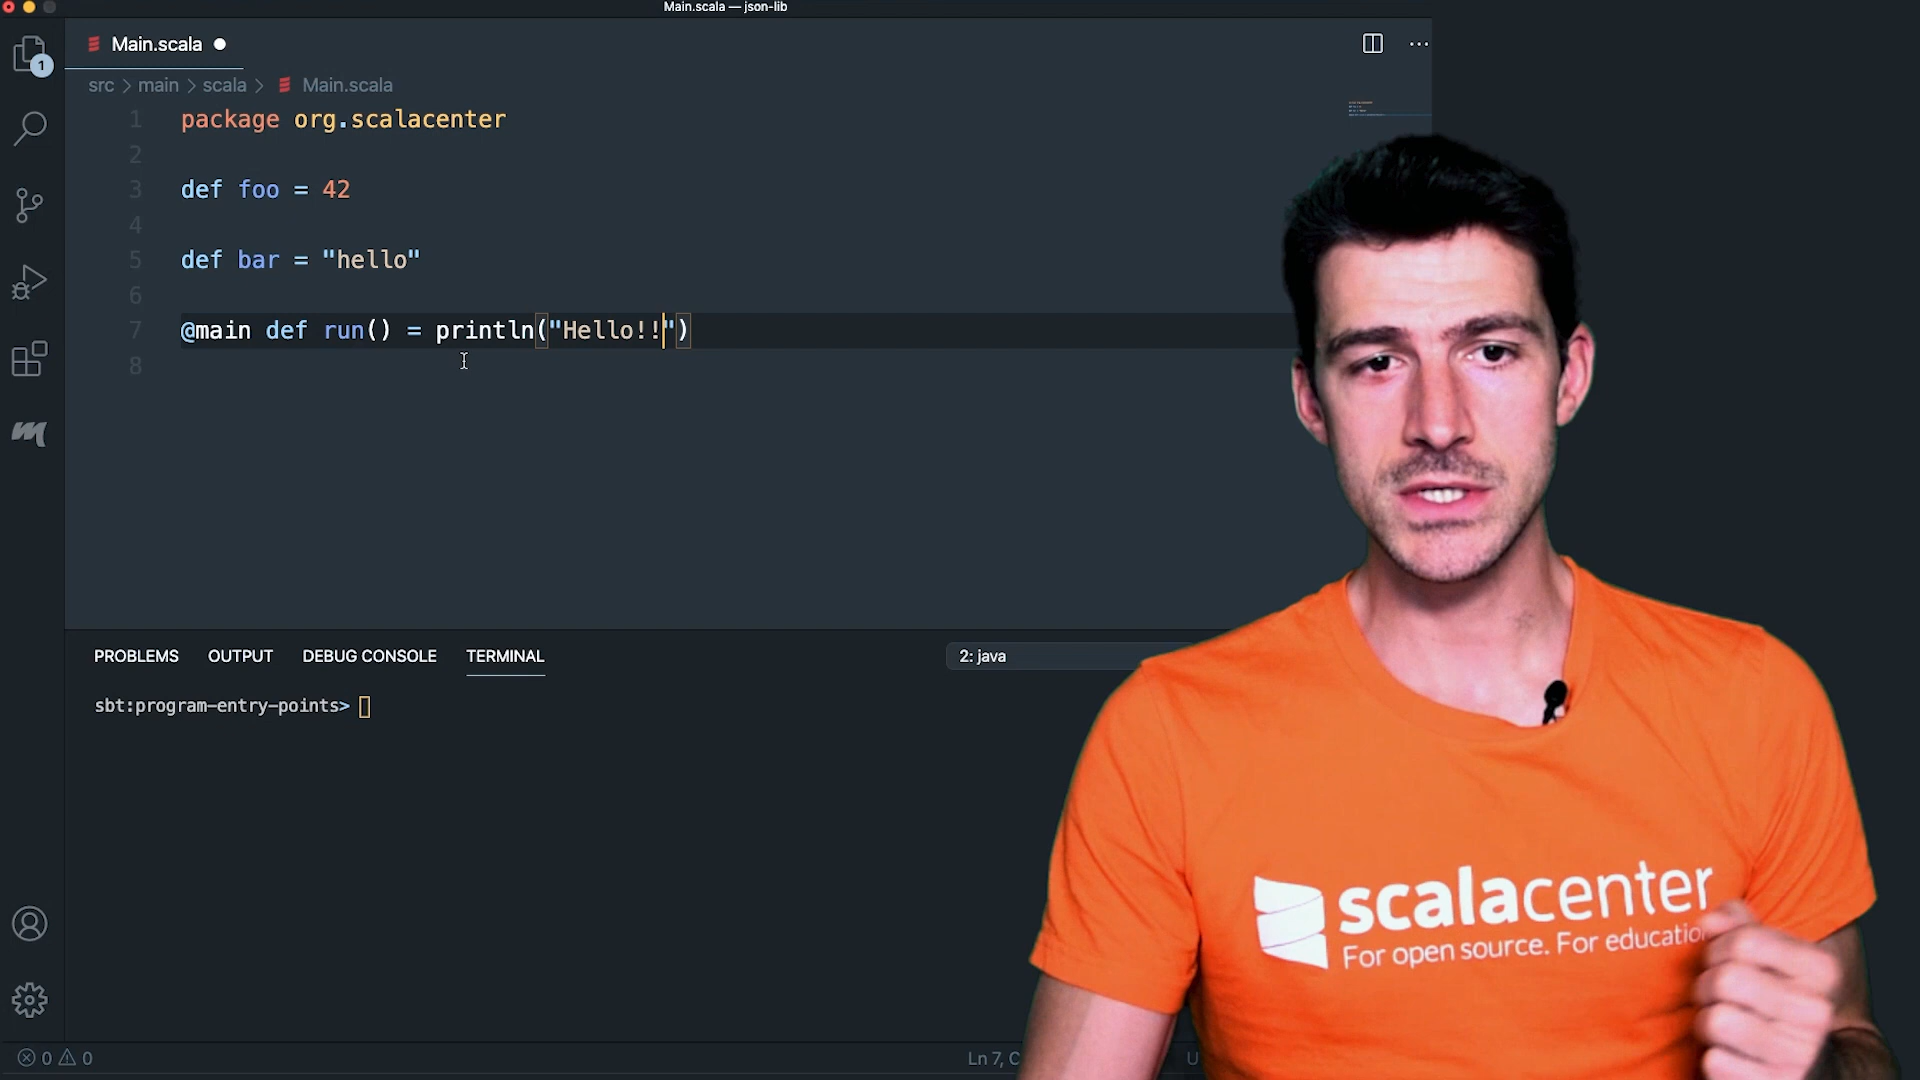 Main.scala — json-lib
Main.scala
1
src > main > scala > Main.scala
1 package org.scalacenter
2
3 def foo = 42
4
5 def bar = "hello"
6
7 @main def run() = println("Hello!!")
8
PROBLEMS OUTPUT DEBUG CONSOLE TERMINAL 2: java
sbt:program-entry-points>
scalacenter
For open source. For education
0 0 Ln 7, C U